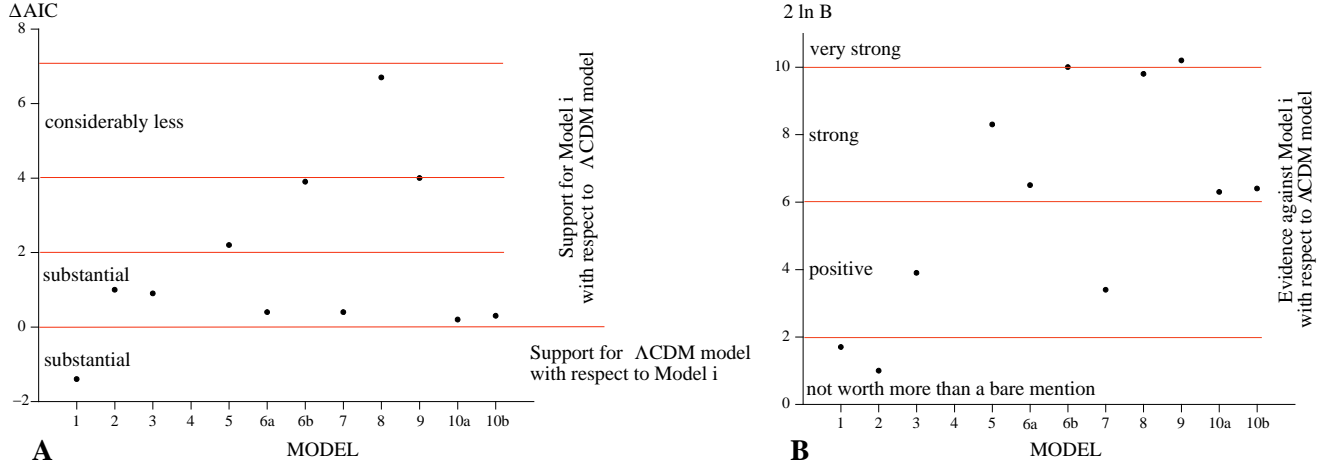 ΔAIC
8
6
4
2
0
−2
considerably less
substantial
substantial
Support for Model i
with respect to ΛCDM model
Support for ΛCDM model
with respect to Model i
1 2 3 4 5 6a 6b 7 8 9 10a 10b
A
MODEL
2 ln B
10
8
6
4
2
0
very strong
strong
positive
not worth more than a bare mention
Evidence against Model i
with respect to ΛCDM model
1 2 3 4 5 6a 6b 7 8 9 10a 10b
B
MODEL